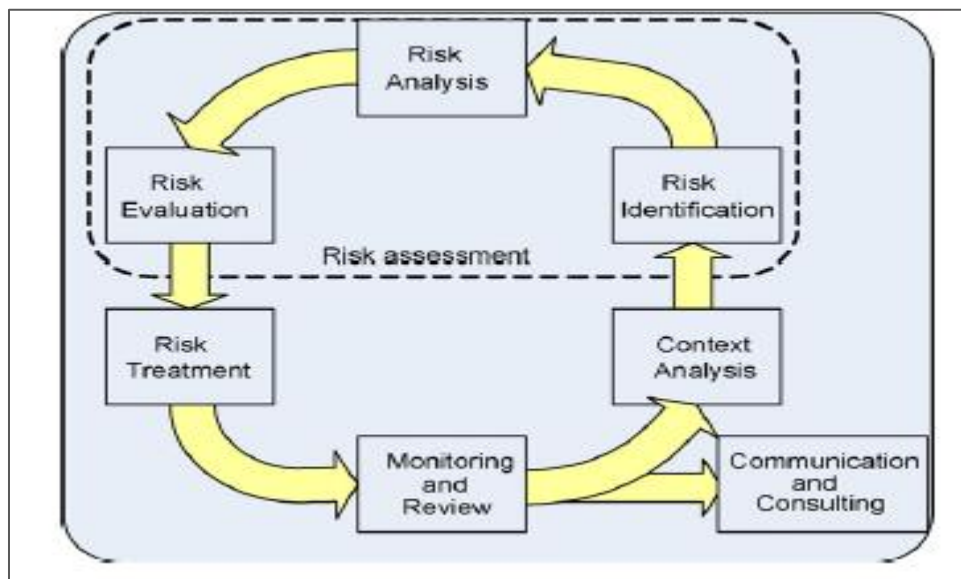 Risk
Analysis
Risk
Evaluation
Risk
Identification
Risk assessment
Risk
Treatment
Context
Analysis
Monitoring
and
Review
Communication
and
Consulting